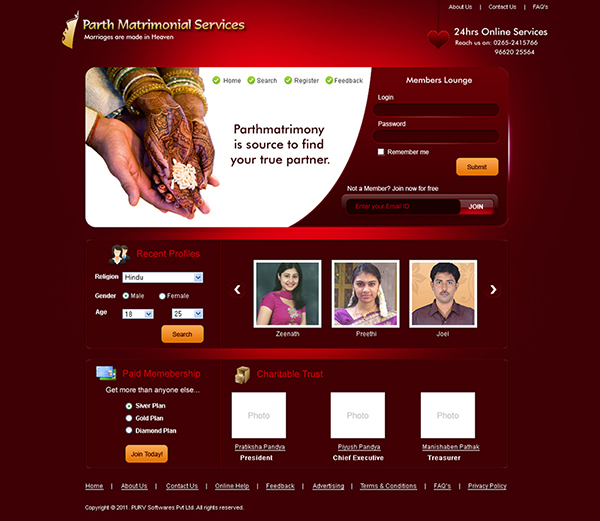 About Us | Contact Us | FAQ's
Parth Matrimonial Services
Marriages are made in Heaven
24hrs Online Services
Reach us on: 0265-2415766
96620 25564
Home Search Register Feedback
Members Lounge
Login
Parthmatrimony
is source to find
your true partner.
Password
Remember me
Submit
Not a Member? Join now for free
Enter your Email ID JOIN
Recent Profiles
Religion Hindu
Gender Male Female
Age 18 25
Search
Zeenath Preethi Joel
Paid Memebership
Get more than anyone else...
Siver Plan
Gold Plan
Diamond Plan
Join Today!
Charitable Trust
Photo Photo Photo
Pratiksha Pandya Piyush Pandya Manishaben Pathak
President Chief Executive Treasurer
Home | About Us | Contact Us | Online Help | Feedback | Advertising | Terms & Conditions | FAQ's | Privacy Policy
Copyright © 2011. PURV Softwares Pvt Ltd. All rights reserved.